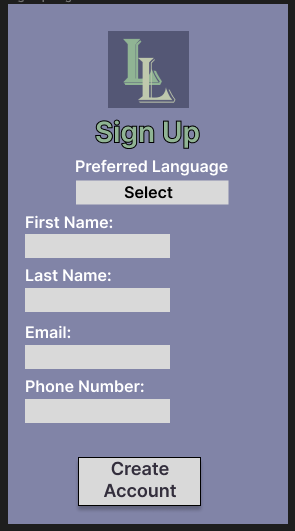 LL
Sign Up
Preferred Language
Select
First Name:
Last Name:
Email:
Phone Number:
Create
Account